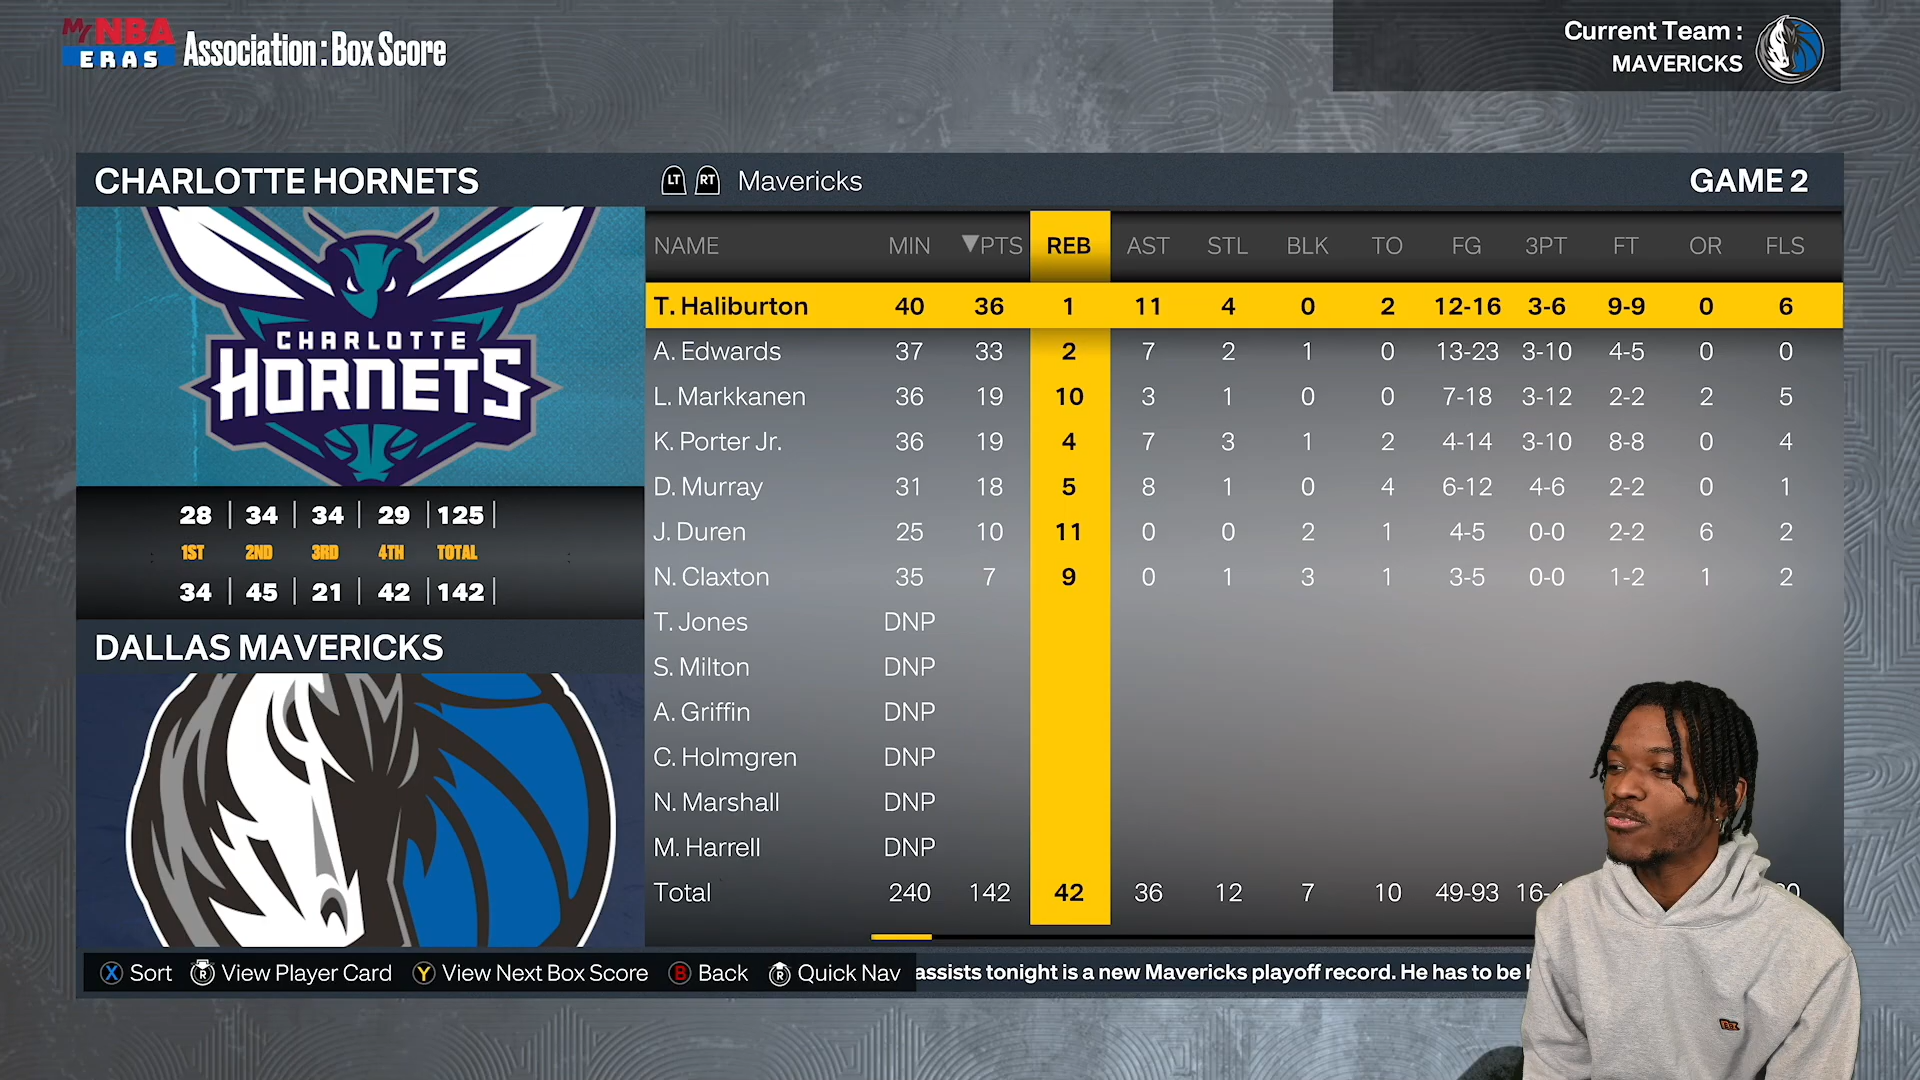 My NBA
ERAS
Association : Box Score
Current Team :
MAVERICKS
CHARLOTTE HORNETS
CHARLOTTE
HORNETS
28 34 34 29 125
1ST 2ND 3RD 4TH TOTAL
34 45 21 42 142
DALLAS MAVERICKS
LT RT Mavericks GAME 2
NAME MIN ▼PTS REB AST STL BLK TO FG 3PT FT OR FLS
T. Haliburton 40 36 1 11 4 0 2 12-16 3-6 9-9 0 6
A. Edwards 37 33 2 7 2 1 0 13-23 3-10 4-5 0 0
L. Markkanen 36 19 10 3 1 0 0 7-18 3-12 2-2 2 5
K. Porter Jr. 36 19 4 7 3 1 2 4-14 3-10 8-8 0 4
D. Murray 31 18 5 8 1 0 4 6-12 4-6 2-2 0 1
J. Duren 25 10 11 0 0 2 1 4-5 0-0 2-2 6 2
N. Claxton 35 7 9 0 1 3 1 3-5 0-0 1-2 1 2
T. Jones DNP
S. Milton DNP
A. Griffin DNP
C. Holmgren DNP
N. Marshall DNP
M. Harrell DNP
Total 240 142 42 36 12 7 10 49-93 16-
X Sort R View Player Card Y View Next Box Score B Back R Quick Nav
assists tonight is a new Mavericks playoff record. He has to be